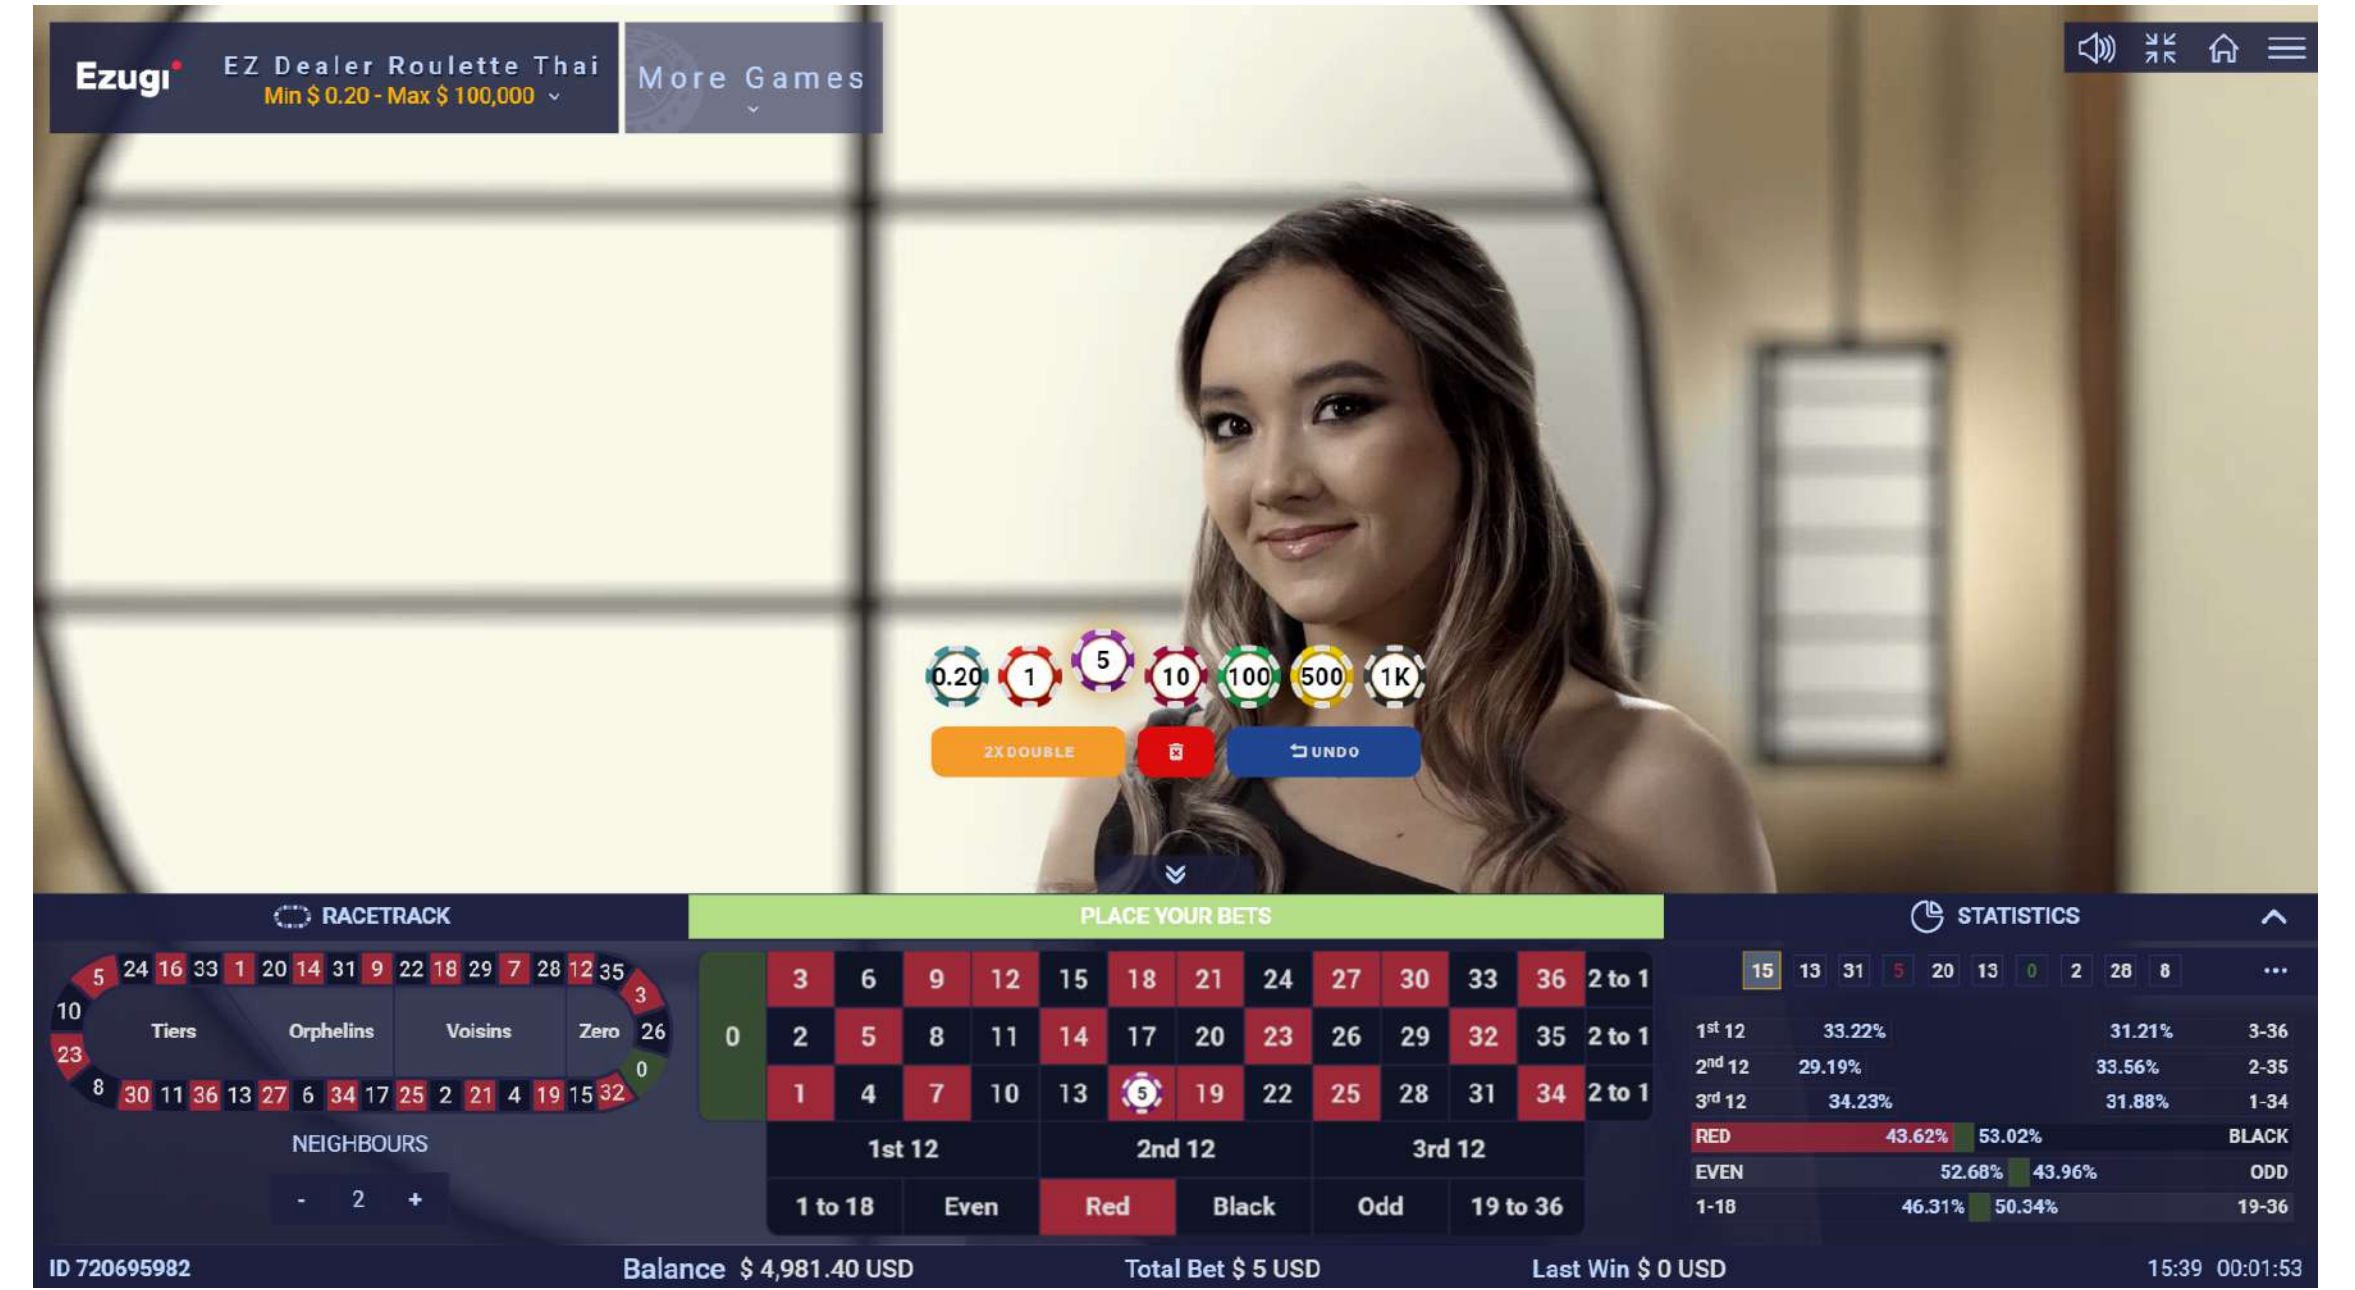 Ezugi
EZ Dealer Roulette Thai
Min $ 0.20 - Max $ 100,000
More Games
0.20 1 5 10 100 500 1K
2X DOUBLE
UNDO
RACETRACK
5 24 16 33 1 20 14 31 9 22 18 29 7 28 12 35 3
10 26
Tiers Orphelins Voisins Zero
23 0
8 30 11 36 13 27 6 34 17 25 2 21 4 19 15 32
NEIGHBOURS
- 2 +
PLACE YOUR BETS
3 6 9 12 15 18 21 24 27 30 33 36 2 to 1
0 2 5 8 11 14 17 20 23 26 29 32 35 2 to 1
1 4 7 10 13 5 19 22 25 28 31 34 2 to 1
1st 12 2nd 12 3rd 12
1 to 18 Even Red Black Odd 19 to 36
STATISTICS
15 13 31 5 20 13 0 2 28 8 ...
1st 12 33.22% 31.21% 3-36
2nd 12 29.19% 33.56% 2-35
3rd 12 34.23% 31.88% 1-34
RED 43.62% 53.02% BLACK
EVEN 52.68% 43.96% ODD
1-18 46.31% 50.34% 19-36
ID 720695982 Balance $ 4,981.40 USD Total Bet $ 5 USD Last Win $ 0 USD 15:39 00:01:53